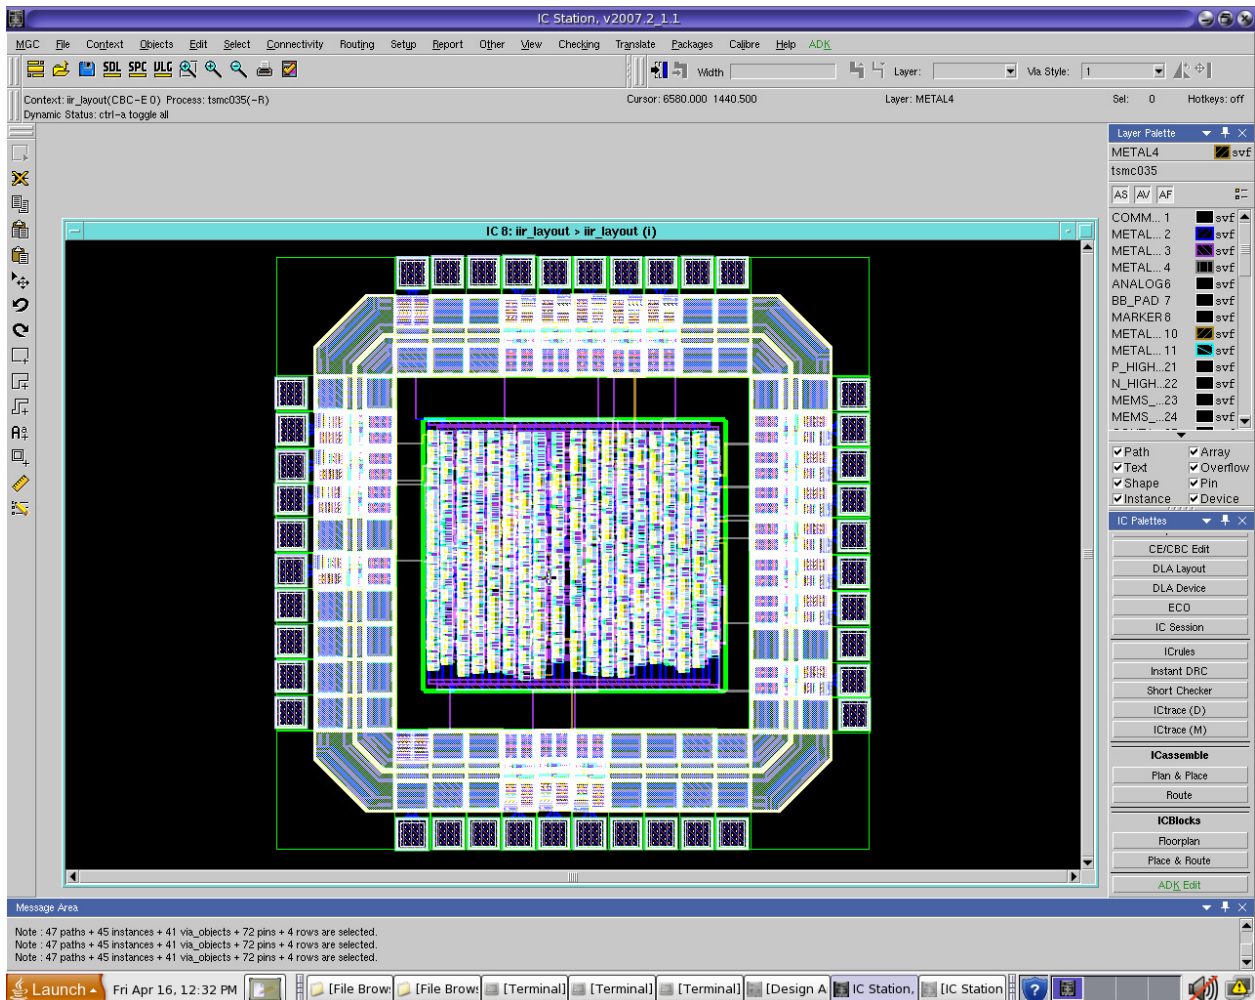 IC Station, v2007.2_1.1
MGC File Context Objects Edit Select Connectivity Routing Setup Report Other View Checking Translate Packages Calibre Help ADK
SDL SPC VLG Width Layer: Via Style: 1
Context: iir_layout(CBC-E 0) Process: tsmc035(-R) Cursor: 6580.000 1440.500 Layer: METAL4 Sel: 0 Hotkeys: off
Dynamic Status: ctrl-a toggle all
Layer Palette
METAL4 svf
tsmc035
AS AV AF
COMM... 1 svf
METAL... 2 svf
METAL... 3 svf
METAL... 4 svf
ANALOG6 svf
BB_PAD 7 svf
MARKER 8 svf
METAL... 10 svf
METAL... 11 svf
P_HIGH...21 svf
N_HIGH...22 svf
MEMS_...23 svf
MEMS_...24 svf
Path Array
Text Overflow
Shape Pin
Instance Device
IC 8: iir_layout > iir_layout (i)
IC Palettes
CE/CBC Edit
DLA Layout
DLA Device
ECO
IC Session
ICrules
Instant DRC
Short Checker
ICtrace (D)
ICtrace (M)
ICassemble
Plan & Place
Route
ICBlocks
Floorplan
Place & Route
ADK Edit
Message Area
Note : 47 paths + 45 instances + 41 via_objects + 72 pins + 4 rows are selected.
Note : 47 paths + 45 instances + 41 via_objects + 72 pins + 4 rows are selected.
Note : 47 paths + 45 instances + 41 via_objects + 72 pins + 4 rows are selected.
Launch Fri Apr 16, 12:32 PM [File Brow: [File Brow: [Terminal] [Terminal] [Terminal] [Design A IC Station, [IC Station